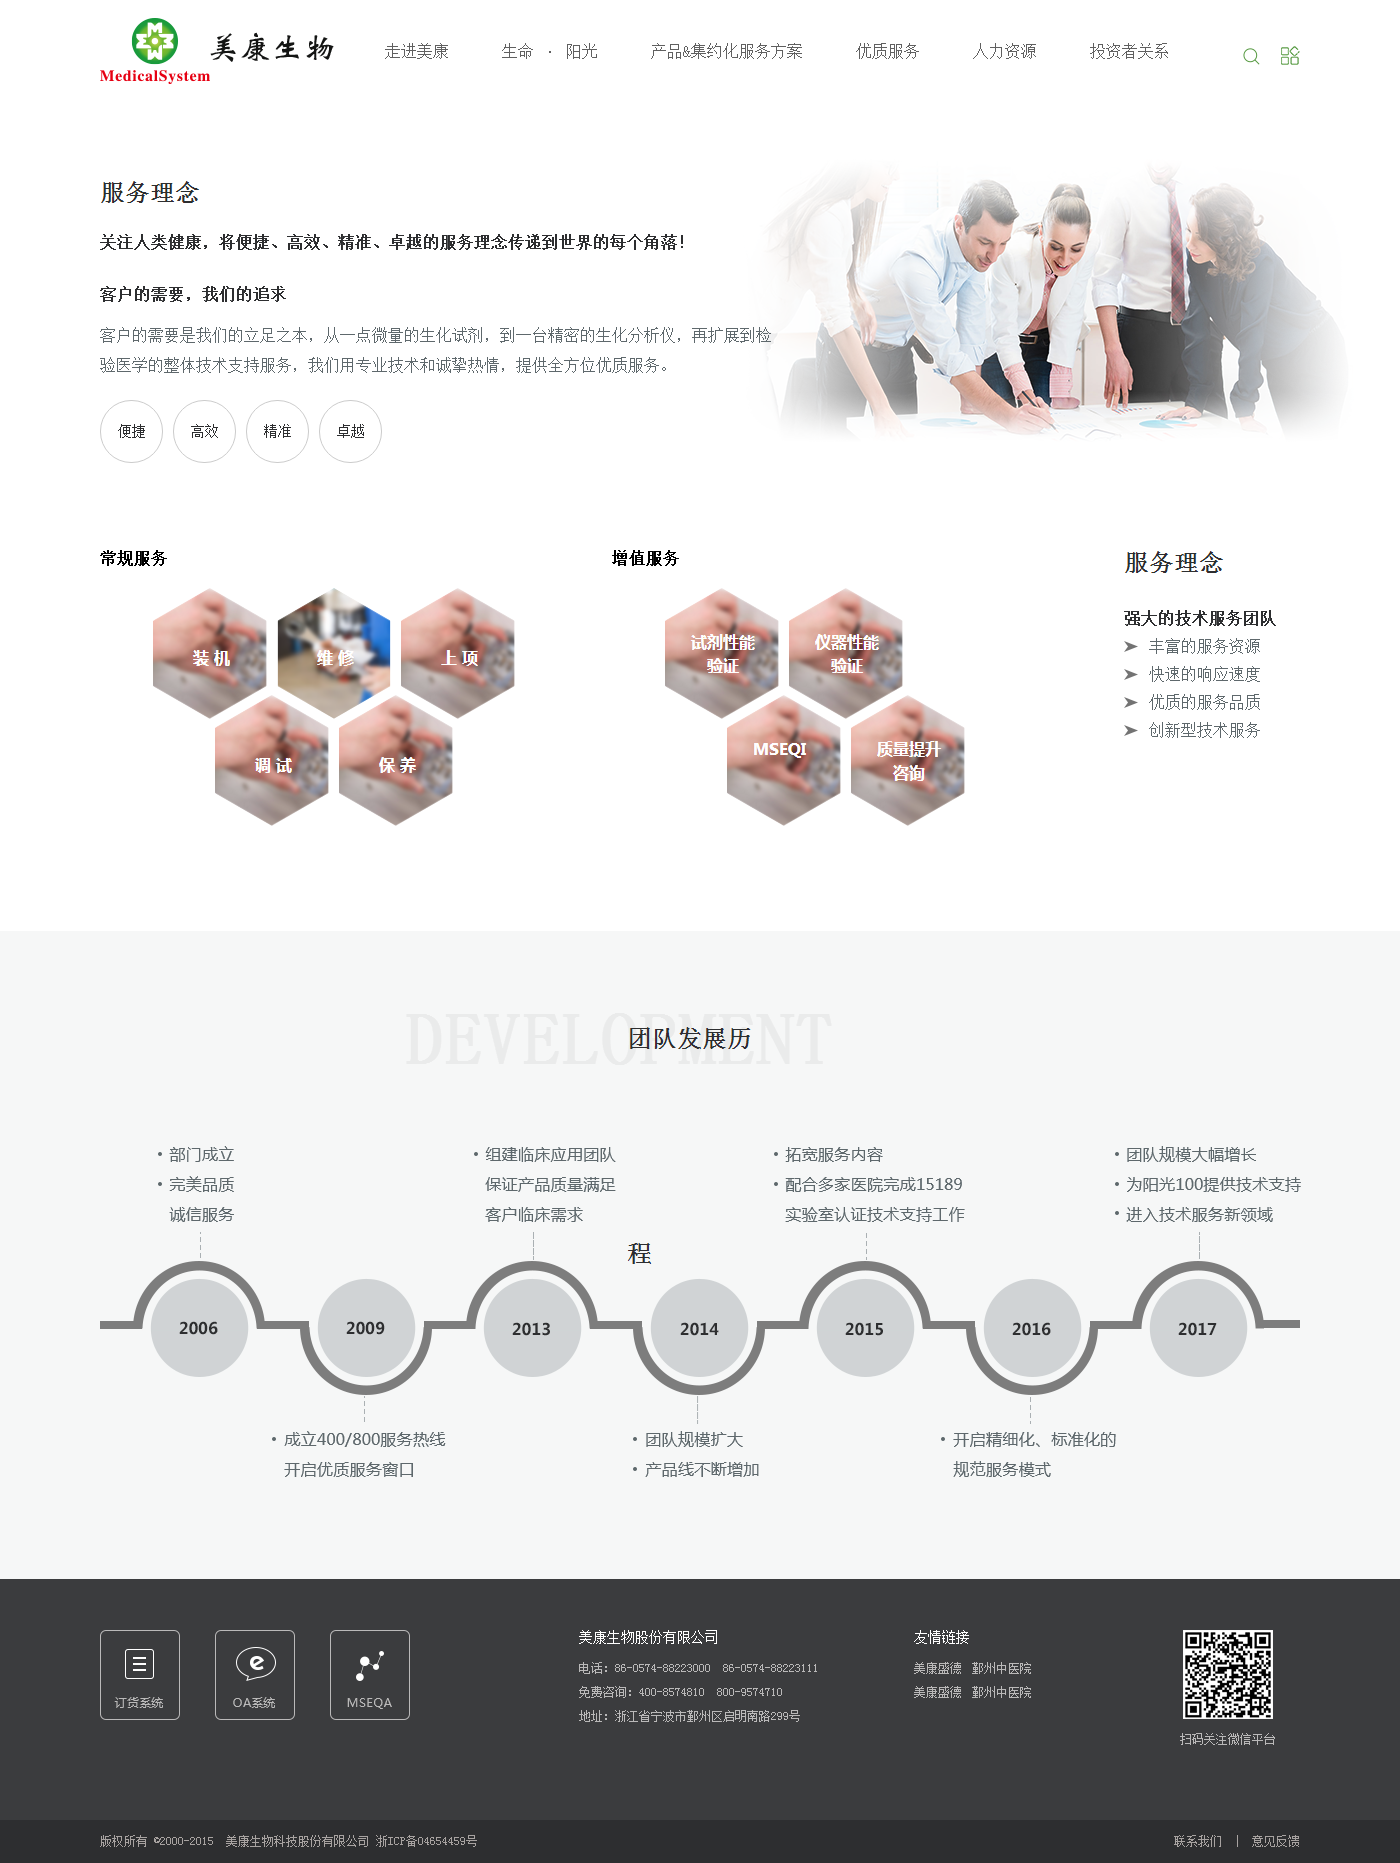 MedicalSystem
美康生物
走进美康
生命 · 阳光
产品&集约化服务方案
优质服务
人力资源
投资者关系
服务理念
关注人类健康，将便捷、高效、精准、卓越的服务理念传递到世界的每个角落！
客户的需要，我们的追求
客户的需要是我们的立足之本，从一点微量的生化试剂，到一台精密的生化分析仪，再扩展到检
验医学的整体技术支持服务，我们用专业技术和诚挚热情，提供全方位优质服务。
便捷
高效
精准
卓越
常规服务
装 机
维 修
上 项
调 试
保 养
增值服务
试剂性能
验证
仪器性能
验证
MSEQI
质量提升
咨询
服务理念
强大的技术服务团队
丰富的服务资源
快速的响应速度
优质的服务品质
创新型技术服务
DEVELOPMENT
团队发展历
程
• 部门成立
• 完美品质
诚信服务
• 组建临床应用团队
保证产品质量满足
客户临床需求
• 拓宽服务内容
• 配合多家医院完成15189
实验室认证技术支持工作
• 团队规模大幅增长
• 为阳光100提供技术支持
• 进入技术服务新领域
2006
2009
2013
2014
2015
2016
2017
• 成立400/800服务热线
开启优质服务窗口
• 团队规模扩大
• 产品线不断增加
• 开启精细化、标准化的
规范服务模式
订货系统
OA系统
MSEQA
美康生物股份有限公司
电话：86-0574-88223000 86-0574-88223111
免费咨询：400-8574810 800-9574710
地址：浙江省宁波市鄞州区启明南路299号
友情链接
美康盛德 鄞州中医院
美康盛德 鄞州中医院
扫码关注微信平台
版权所有 ©2000-2015 美康生物科技股份有限公司 浙ICP备04654459号
联系我们 | 意见反馈